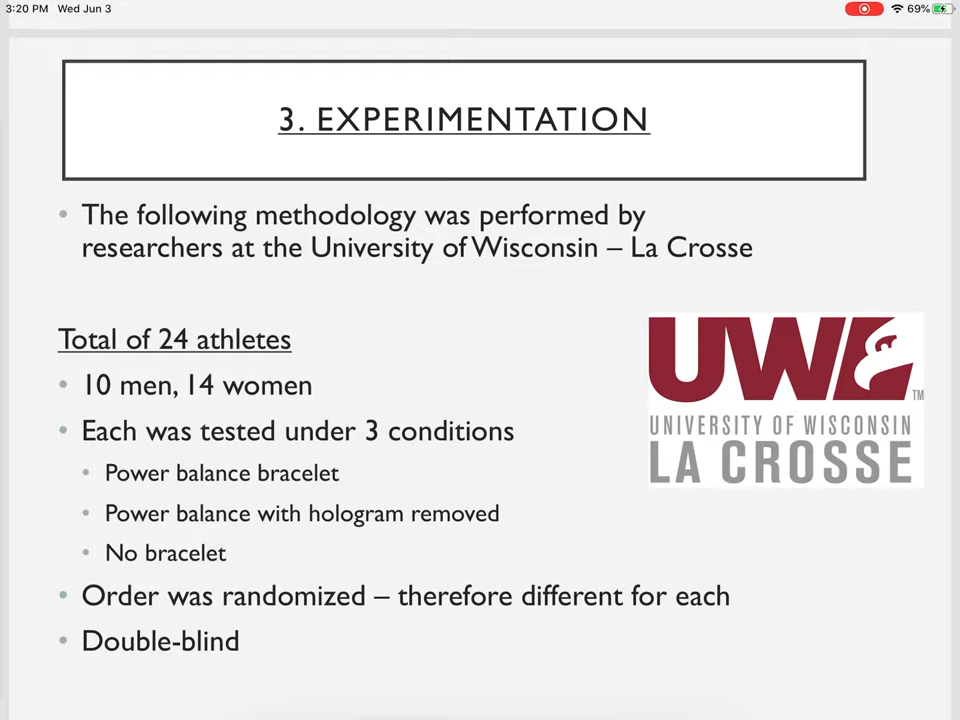 3:20 PM Wed Jun 3
69%
3. EXPERIMENTATION
• The following methodology was performed by
researchers at the University of Wisconsin – La Crosse
Total of 24 athletes
• 10 men, 14 women
• Each was tested under 3 conditions
• Power balance bracelet
• Power balance with hologram removed
• No bracelet
• Order was randomized – therefore different for each
• Double-blind
UWL
TM
UNIVERSITY OF WISCONSIN
LA CROSSE